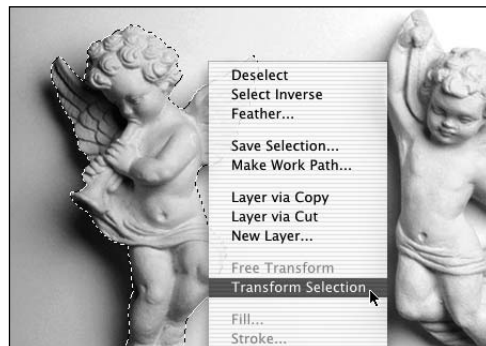 Deselect
Select Inverse
Feather...
Save Selection...
Make Work Path...
Layer via Copy
Layer via Cut
New Layer...
Free Transform
Transform Selection
Fill...
Stroke...